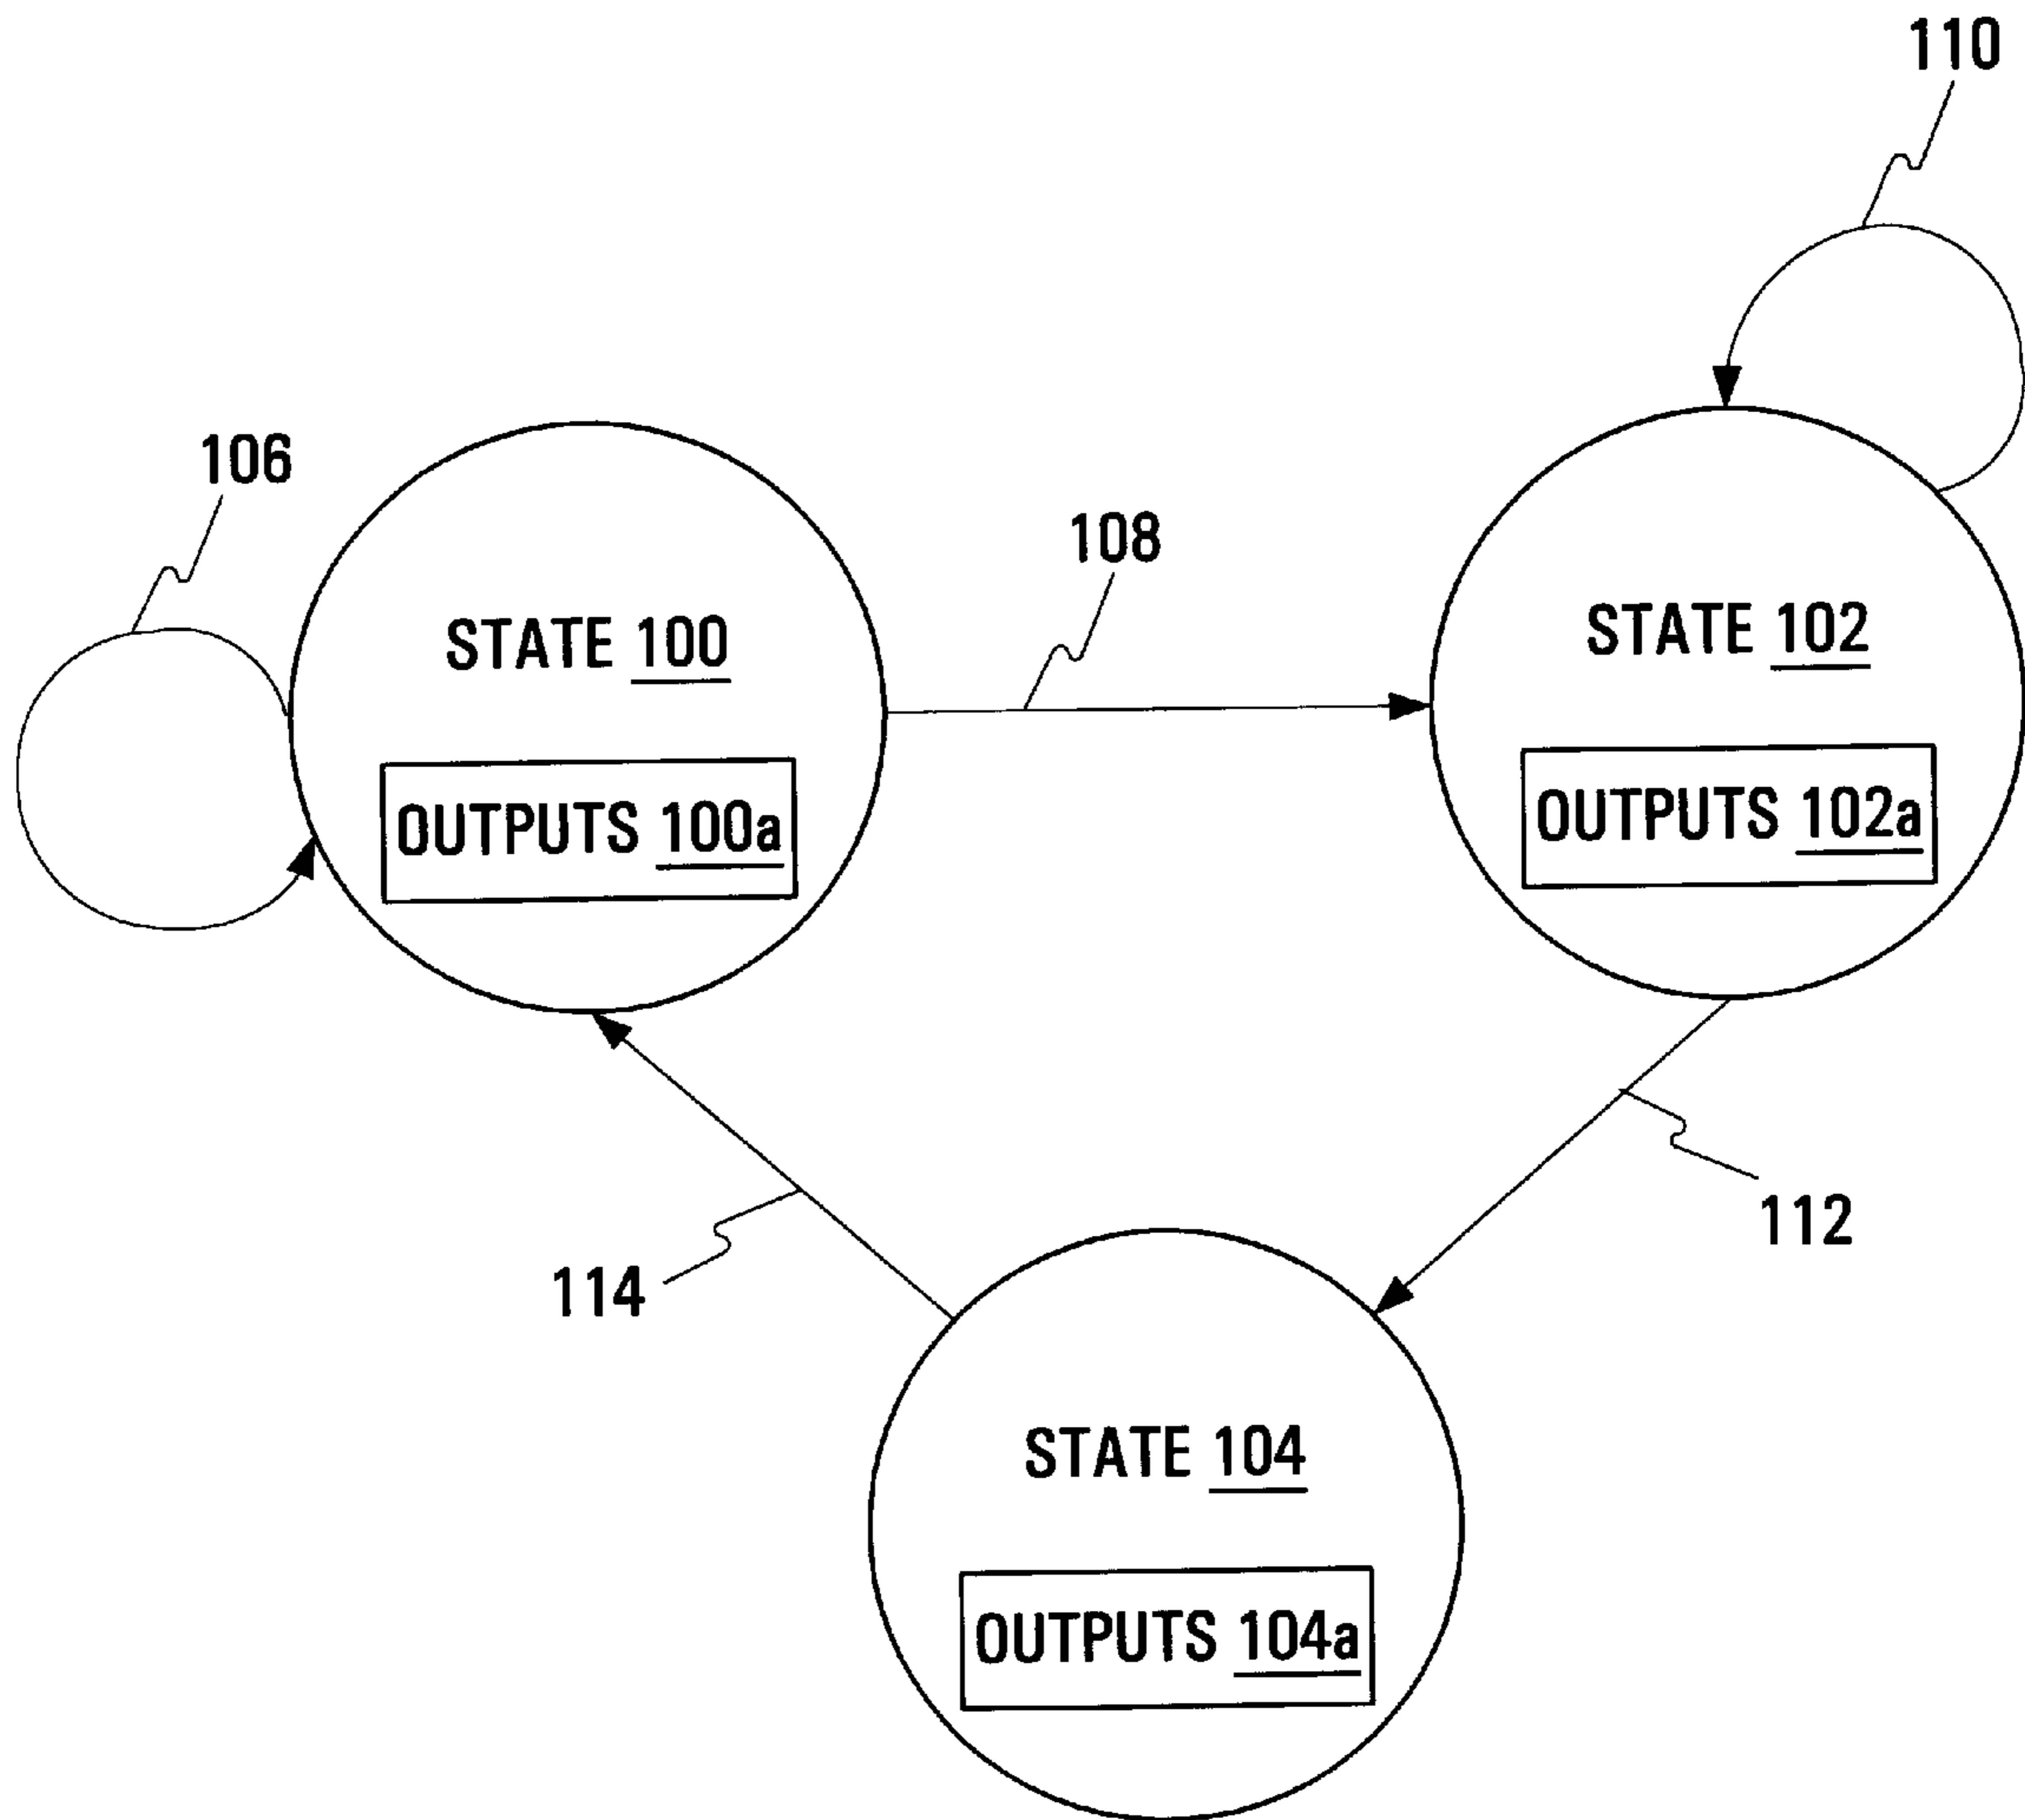 110
106
108
STATE 100
OUTPUTS 100a
STATE 102
OUTPUTS 102a
112
114
STATE 104
OUTPUTS 104a